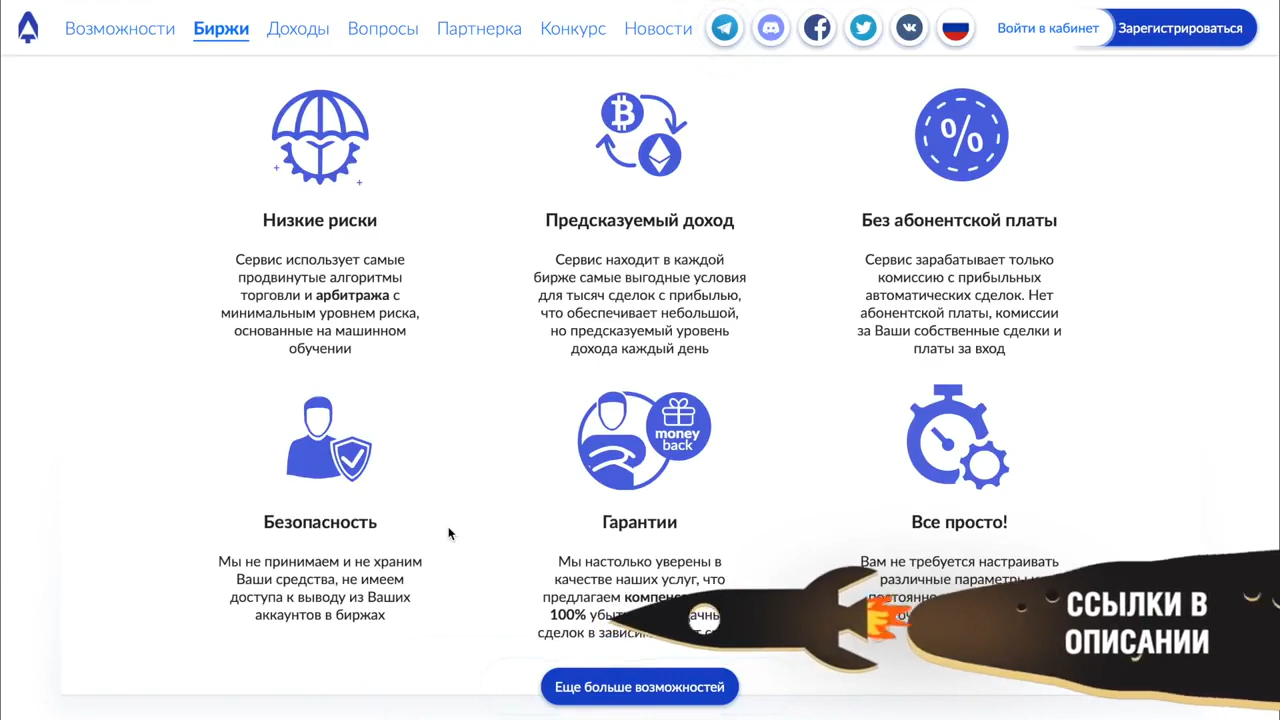 Возможности Биржи Доходы Вопросы Партнерка Конкурс Новости Войти в кабинет Зарегистрироваться
Низкие риски
Сервис использует самые
продвинутые алгоритмы
торговли и арбитража с
минимальным уровнем риска,
основанные на машинном
обучении
Предсказуемый доход
Сервис находит в каждой
бирже самые выгодные условия
для тысяч сделок с прибылью,
что обеспечивает небольшой,
но предсказуемый уровень
дохода каждый день
%
Без абонентской платы
Сервис зарабатывает только
комиссию с прибыльных
автоматических сделок. Нет
абонентской платы, комиссии
за Ваши собственные сделки и
платы за вход
Безопасность
Мы не принимаем и не храним
Ваши средства, не имеем
доступа к выводу из Ваших
аккаунтов в биржах
money
back
Гарантии
Мы настолько уверены в
качестве наших услуг, что
предлагаем
100%
сделок в
Все просто!
Вам не требуется настраивать
различные параметры
ССЫЛКИ В
ОПИСАНИИ
Еще больше возможностей